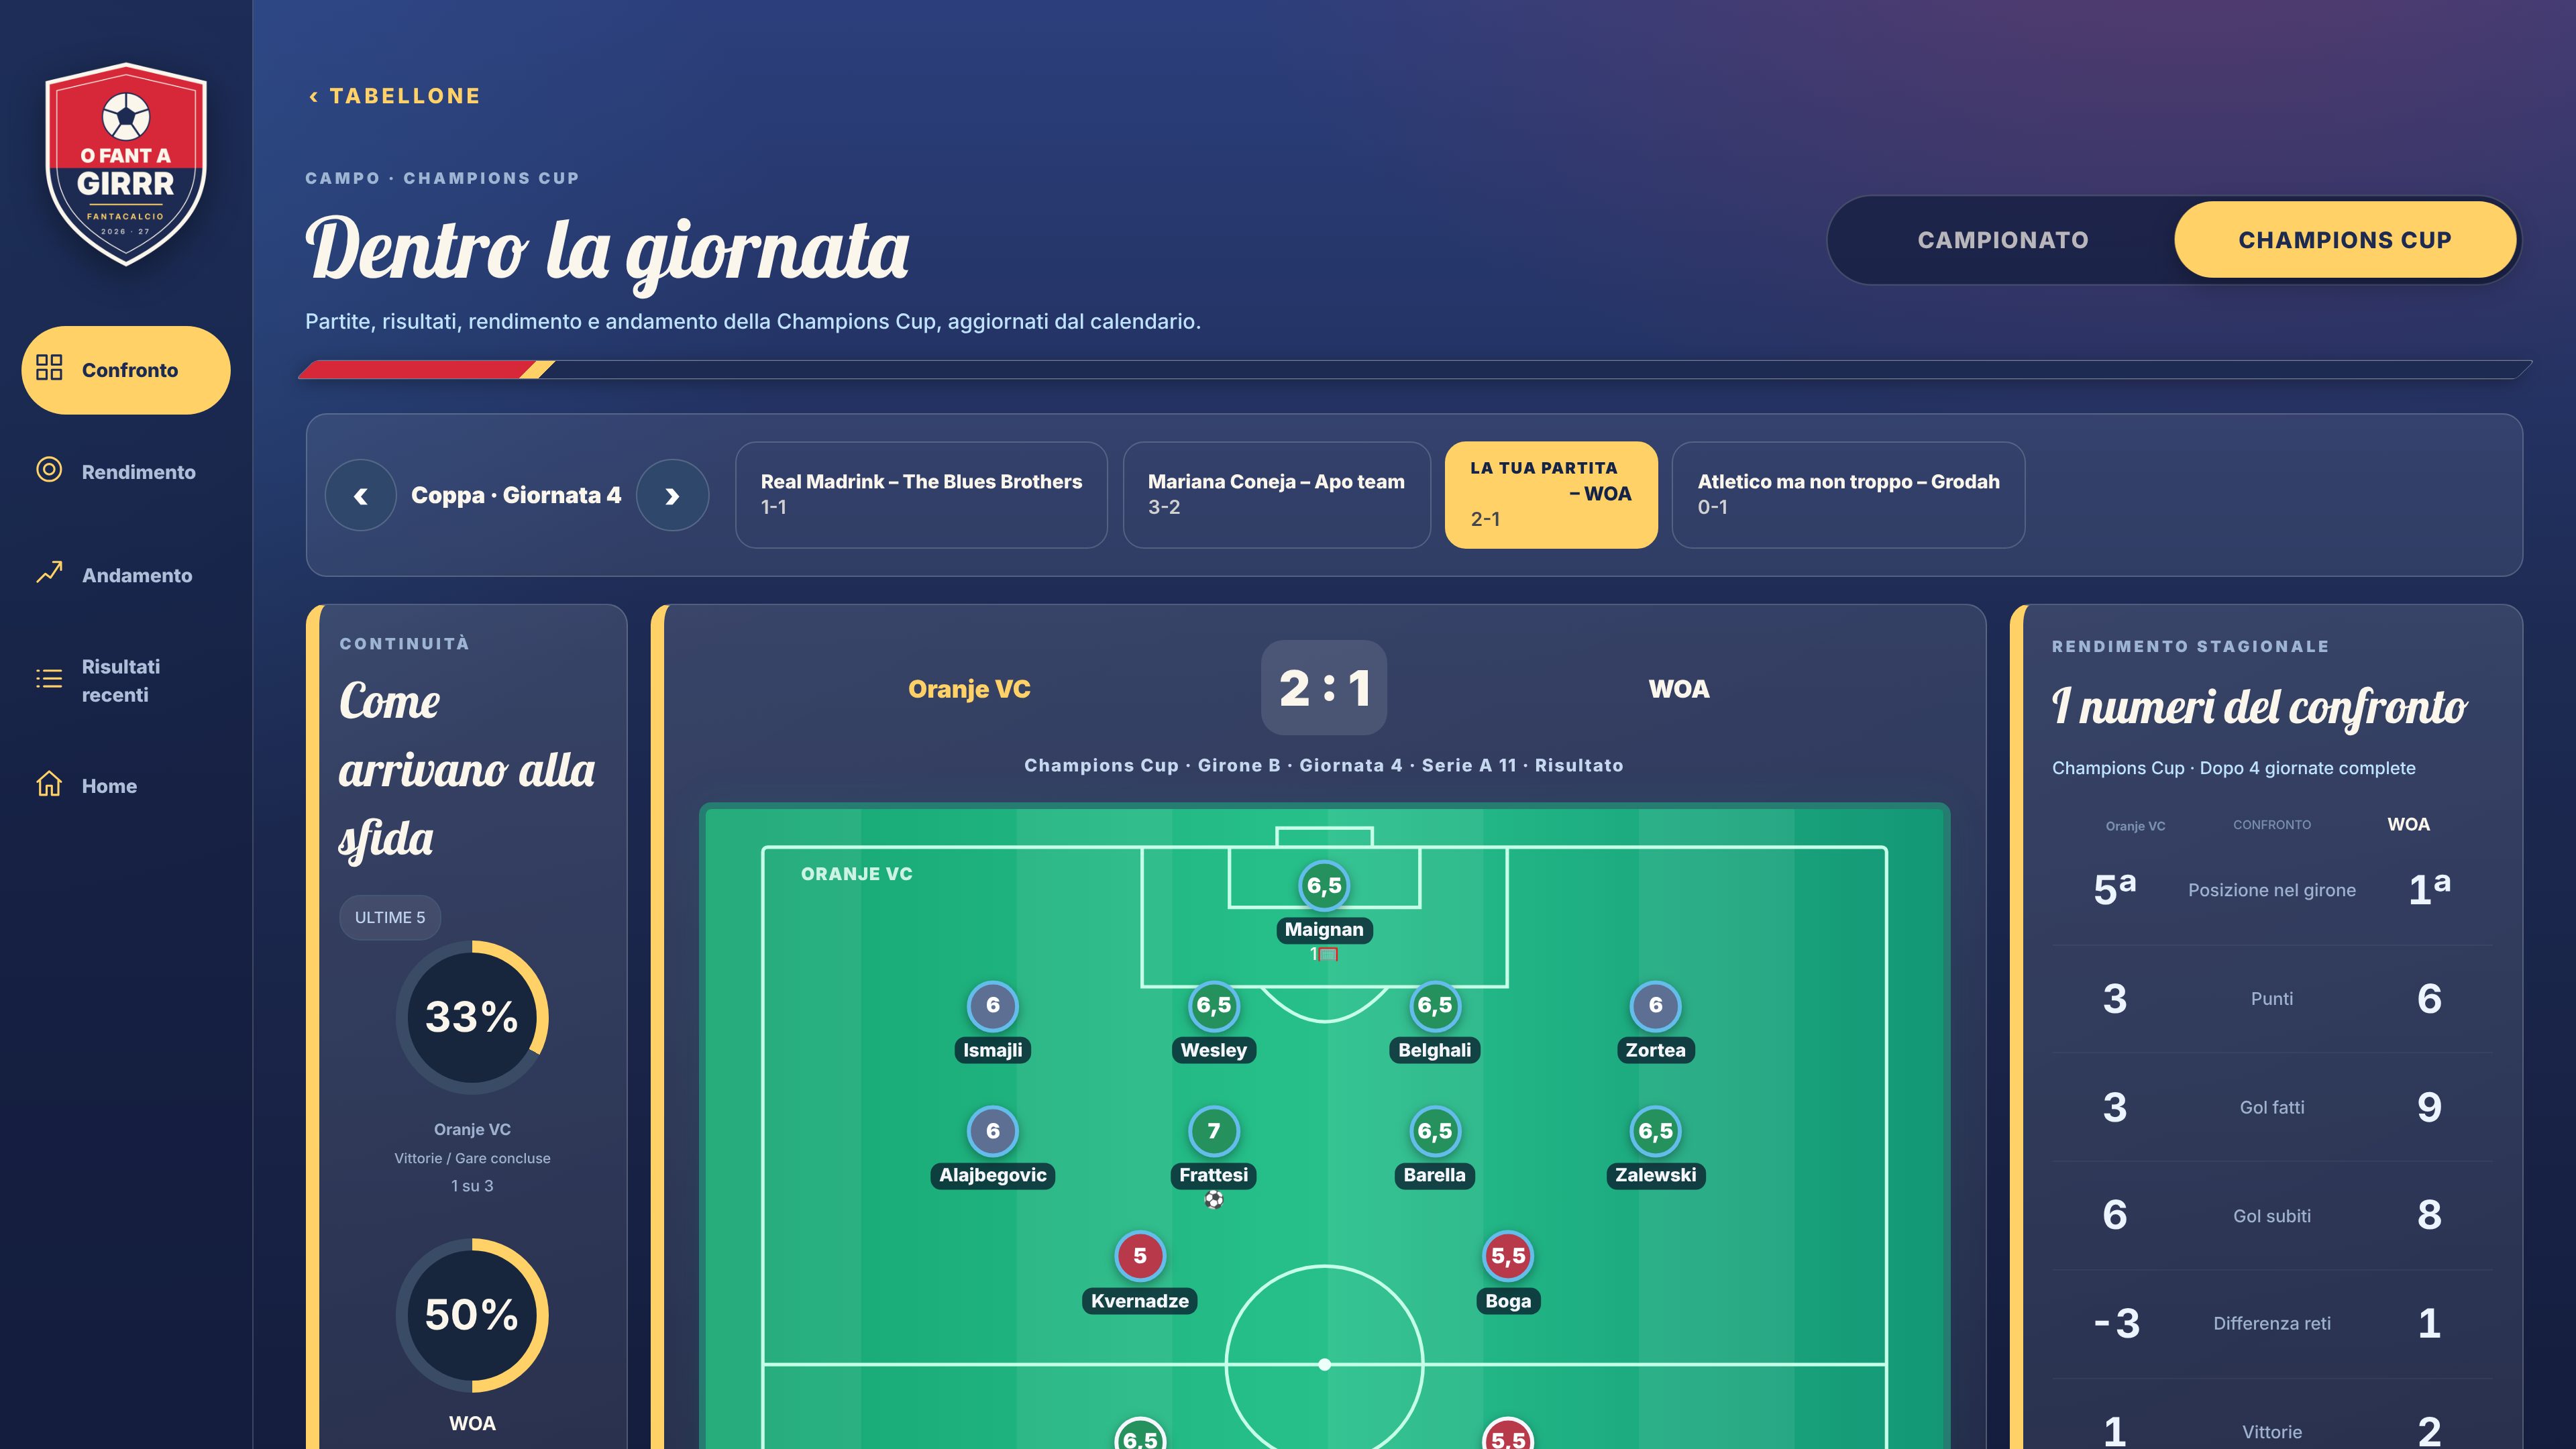 O FANT A
GIRRR
FANTACALCIO
2026 · 27
Confronto
Rendimento
Andamento
Risultati
recenti
Home
‹ TABELLONE
CAMPO · CHAMPIONS CUP
Dentro la giornata
Partite, risultati, rendimento e andamento della Champions Cup, aggiornati dal calendario.
CAMPIONATO
CHAMPIONS CUP
‹
Coppa · Giornata 4
›
Real Madrink – The Blues Brothers
1-1
Mariana Coneja – Apo team
3-2
LA TUA PARTITA
– WOA
2-1
Atletico ma non troppo – Grodah
0-1
CONTINUITÀ
Come
arrivano alla
sfida
ULTIME 5
33%
Oranje VC
Vittorie / Gare concluse
1 su 3
50%
WOA
Oranje VC
2 : 1
WOA
Champions Cup · Girone B · Giornata 4 · Serie A 11 · Risultato
ORANJE VC
6,5
Maignan
1
6 6,5 6,5 6
Ismajli Wesley Belghali Zortea
6 7 6,5 6,5
Alajbegovic Frattesi Barella Zalewski
5 5,5
Kvernadze Boga
6,5 5,5
RENDIMENTO STAGIONALE
I numeri del confronto
Champions Cup · Dopo 4 giornate complete
Oranje VC CONFRONTO WOA
5ª Posizione nel girone 1ª
3 Punti 6
3 Gol fatti 9
6 Gol subiti 8
-3 Differenza reti 1
1 Vittorie 2